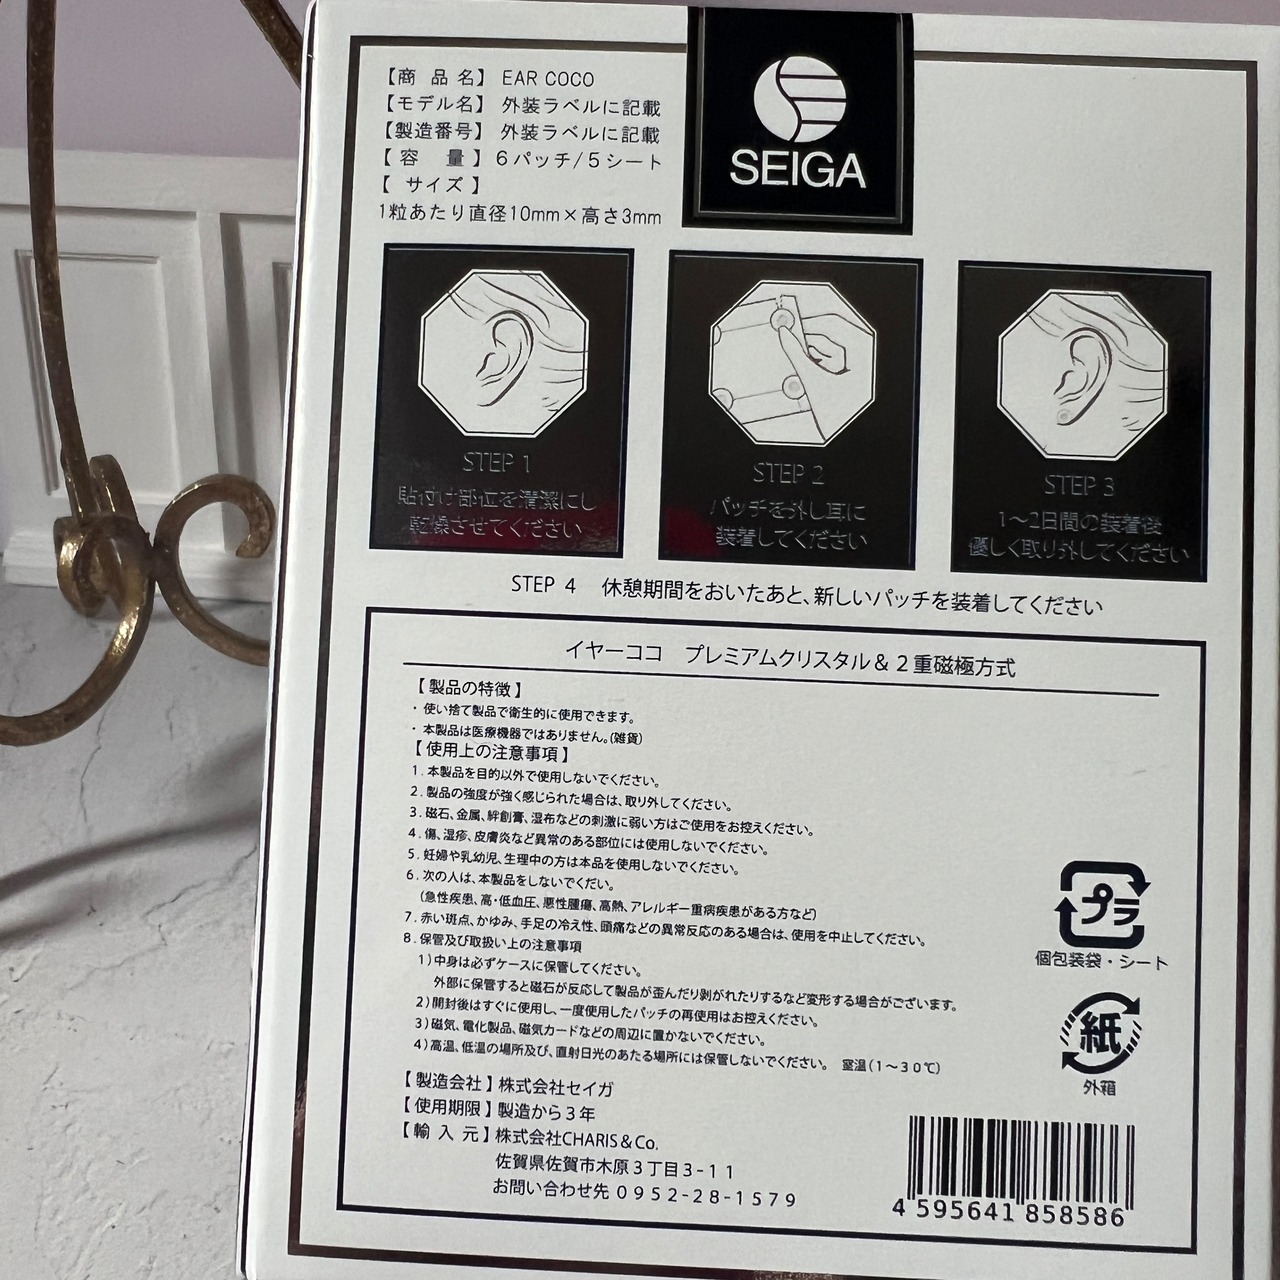 【商 品 名】 EAR COCO
【モデル名】 外装ラベルに記載
【製造番号】 外装ラベルに記載
【 容　量 】 6パッチ/5シート
【 サイズ 】
1粒あたり直径10mm×高さ3mm
SEIGA
STEP 1
貼付け部位を清潔にし
乾燥させてください
STEP 2
パッチを外し耳に
装着してください
STEP 3
1～2日間の装着後
優しく取り外してください
STEP 4　休憩期間をおいたあと、新しいパッチを装着してください
イヤーココ　プレミアムクリスタル＆2重磁極方式
【製品の特徴】
・使い捨て製品で衛生的に使用できます。
・本製品は医療機器ではありません。(雑貨)
【使用上の注意事項】
1．本製品を目的以外で使用しないでください。
2．製品の強度が強く感じられた場合は、取り外してください。
3．磁石、金属、絆創膏、湿布などの刺激に弱い方はご使用をお控えください。
4．傷、湿疹、皮膚炎など異常のある部位には使用しないでください。
5．妊婦や乳幼児、生理中の方は本品を使用しないでください。
6．次の人は、本製品をしないでくだい。
(急性疾患、高・低血圧、悪性腫瘍、高熱、アレルギー重病疾患がある方など)
7．赤い斑点、かゆみ、手足の冷え性、頭痛などの異常反応のある場合は、使用を中止してください。
8．保管及び取扱い上の注意事項
1)中身は必ずケースに保管してください。
外部に保管すると磁石が反応して製品が歪んだり剥がれたりするなど変形する場合がございます。
2)開封後はすぐに使用し、一度使用したパッチの再使用はお控えください。
3)磁気、電化製品、磁気カードなどの周辺に置かないでください。
4)高温、低温の場所及び、直射日光のあたる場所には保管しないでください。　室温(1～30℃)
【製造会社】株式会社セイガ
【使用期限】製造から3年
【輸 入 元】株式会社CHARIS＆Co.
佐賀県佐賀市木原3丁目3-11
お問い合わせ先 0952-28-1579
プラ
個包装袋・シート
紙
外箱
4 595641 858586